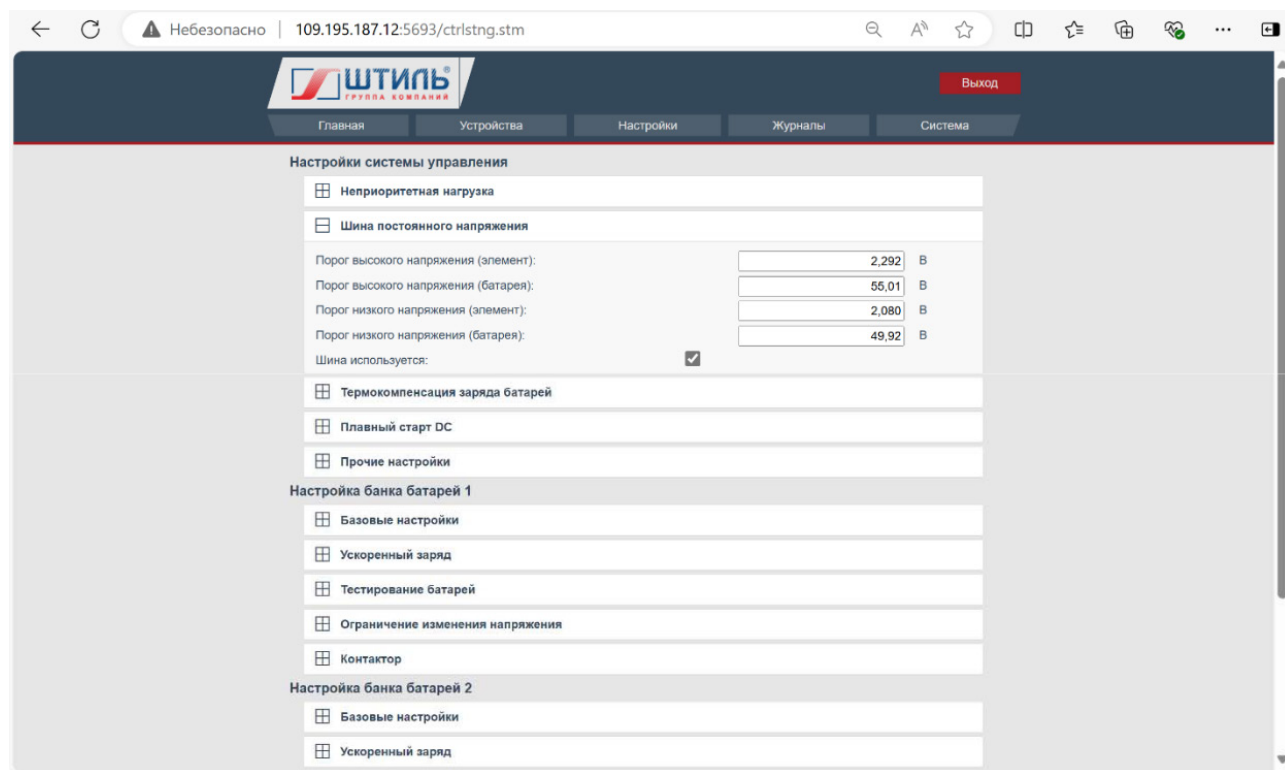 Небезопасно | 109.195.187.12:5693/ctrlstng.stm
ШТИЛЬ®
ГРУППА КОМПАНИЙ
Выход
Главная Устройства Настройки Журналы Система
Настройки системы управления
Неприоритетная нагрузка
Шина постоянного напряжения
Порог высокого напряжения (элемент): 2,292 В
Порог высокого напряжения (батарея): 55,01 В
Порог низкого напряжения (элемент): 2,080 В
Порог низкого напряжения (батарея): 49,92 В
Шина используется:
Термокомпенсация заряда батарей
Плавный старт DC
Прочие настройки
Настройка банка батарей 1
Базовые настройки
Ускоренный заряд
Тестирование батарей
Ограничение изменения напряжения
Контактор
Настройка банка батарей 2
Базовые настройки
Ускоренный заряд